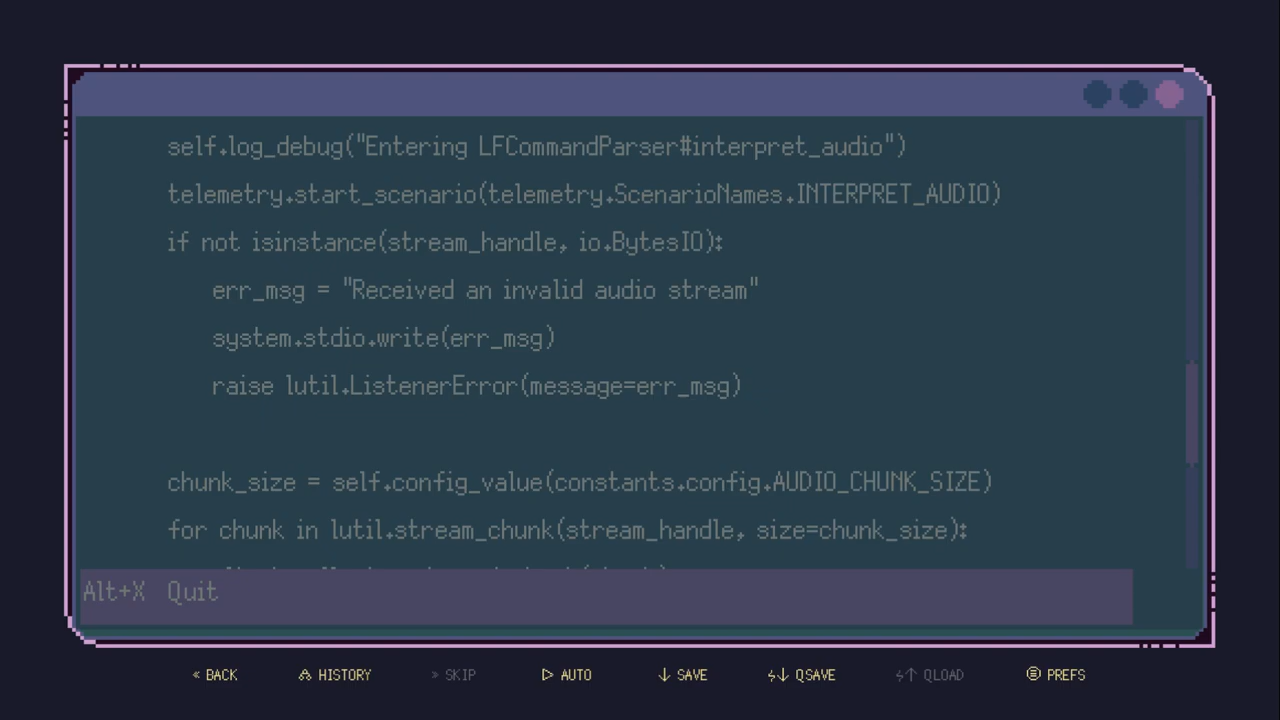 self.log_debug("Entering LFCommandParser#interpret_audio")
telemetry.start_scenario(telemetry.ScenarioNames.INTERPRET_AUDIO)
if not isinstance(stream_handle, io.BytesIO):
err_msg = "Received an invalid audio stream"
system.stdio.write(err_msg)
raise lutil.ListenerError(message=err_msg)
chunk_size = self.config_value(constants.config.AUDIO_CHUNK_SIZE)
for chunk in lutil.stream_chunk(stream_handle, size=chunk_size):
Alt+X Quit
« BACK HISTORY » SKIP AUTO SAVE QSAVE QLOAD PREFS